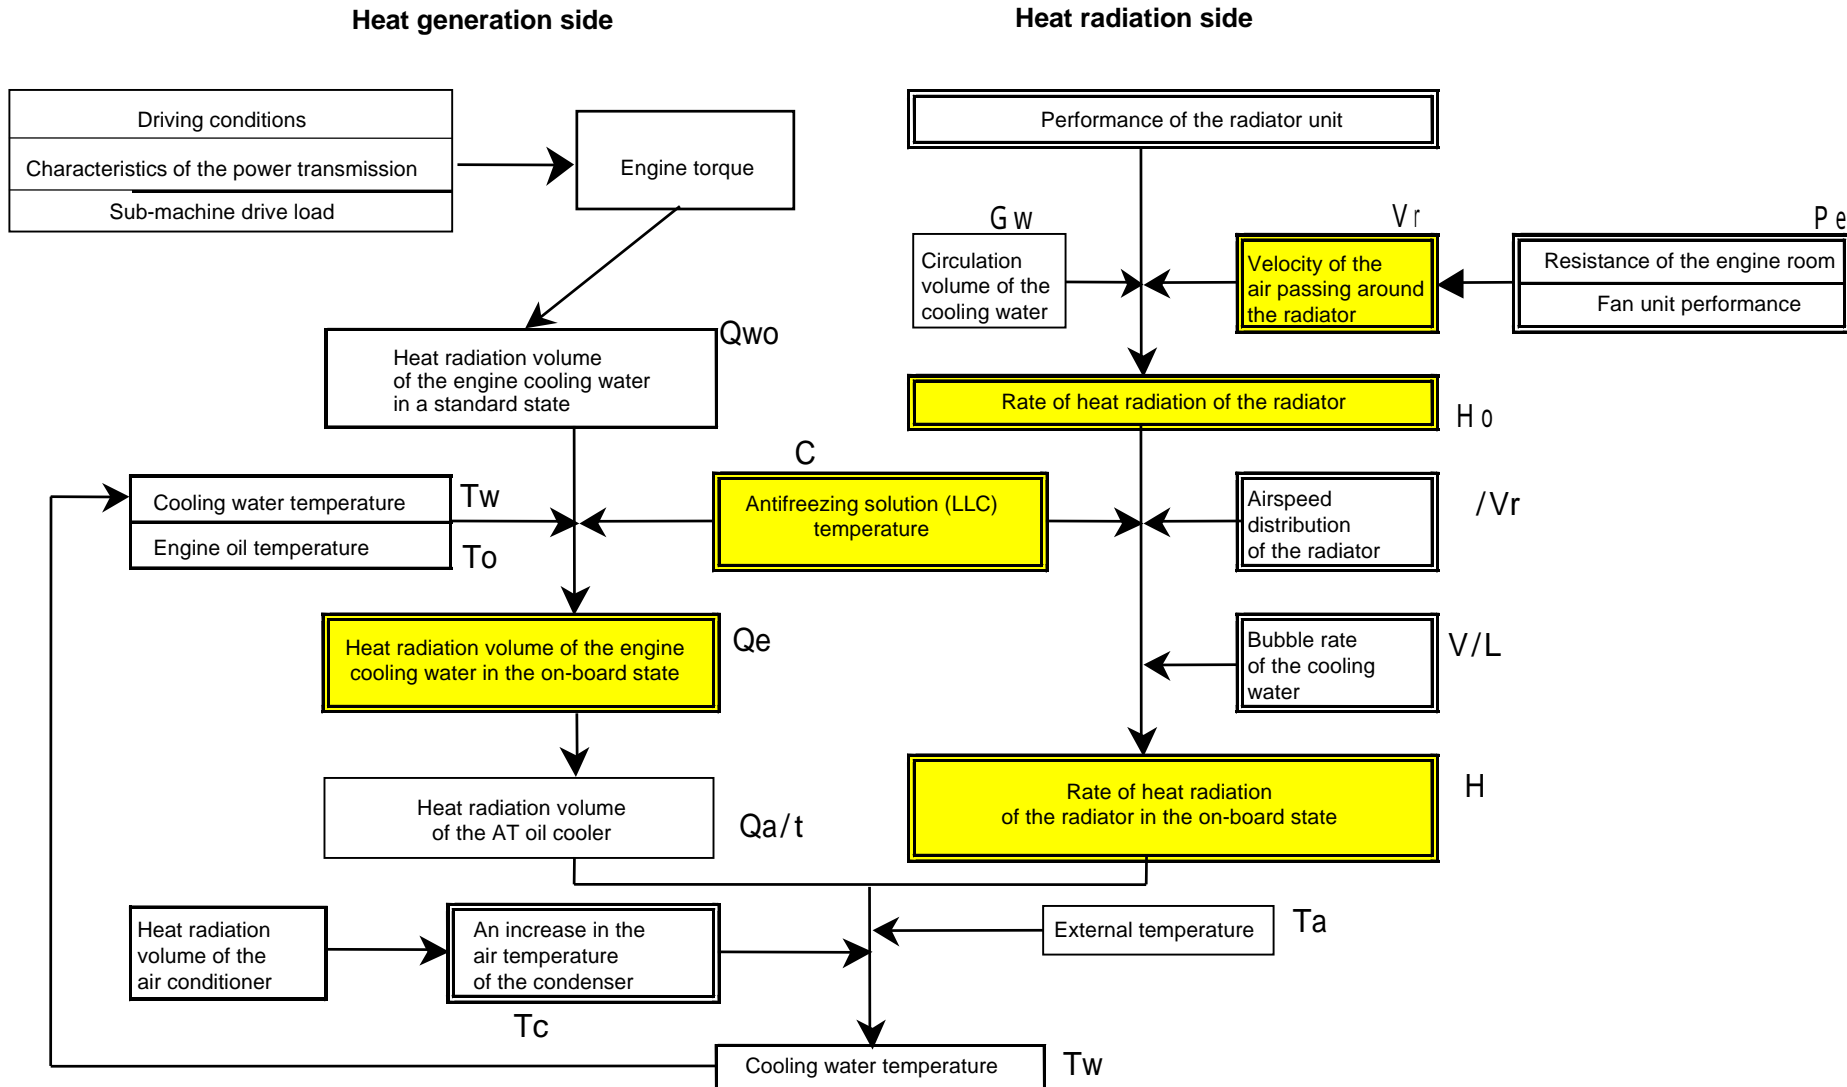 Heat generation side
Heat radiation side
Driving conditions
Characteristics of the power transmission
Sub-machine drive load
Engine torque
Performance of the radiator unit
Gw
Circulation
volume of the
cooling water
Vr
Velocity of the
air passing around
the radiator
Pe
Resistance of the engine room
Fan unit performance
Heat radiation volume
of the engine cooling water
in a standard state
Qwo
Rate of heat radiation of the radiator
Ho
Cooling water temperature
Tw
Engine oil temperature
To
C
Antifreezing solution (LLC)
temperature
Airspeed
distribution
of the radiator
/Vr
Heat radiation volume of the engine
cooling water in the on-board state
Qe
Bubble rate
of the cooling
water
V/L
Heat radiation volume
of the AT oil cooler
Qa/t
Rate of heat radiation
of the radiator in the on-board state
H
Heat radiation
volume of the
air conditioner
An increase in the
air temperature
of the condenser
Tc
External temperature
Ta
Cooling water temperature
Tw